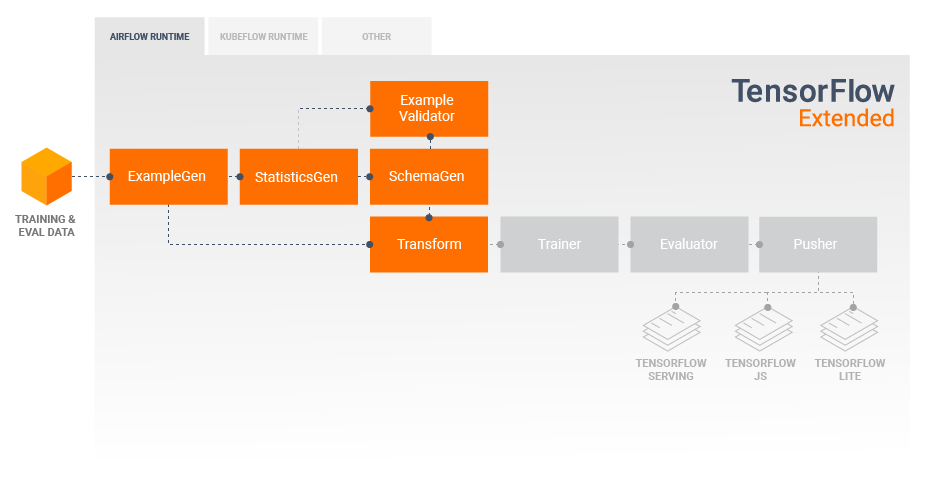 AIRFLOW RUNTIME
KUBEFLOW RUNTIME
OTHER
TensorFlow
Extended
Example
Validator
ExampleGen
StatisticsGen
SchemaGen
TRAINING &
EVAL DATA
Transform
Trainer
Evaluator
Pusher
TENSORFLOW
SERVING
TENSORFLOW
JS
TENSORFLOW
LITE